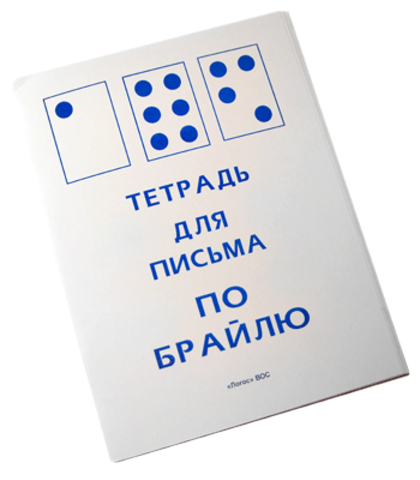 ТЕТРАДЬ
ДЛЯ
ПИСЬМА
ПО
БРАЙЛЮ
«Логос» ВОС